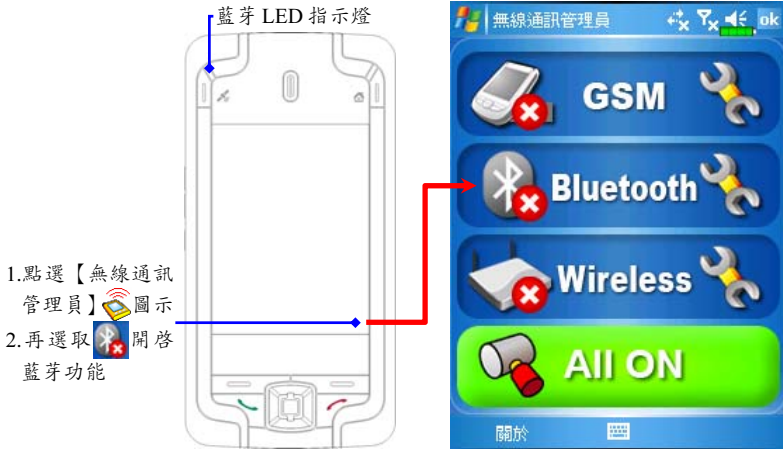 藍芽 LED 指示燈
1.點選【無線通訊
管理員】圖示
2.再選取開啓
藍芽功能
無線通訊管理員 ok
GSM
Bluetooth
Wireless
All ON
關於